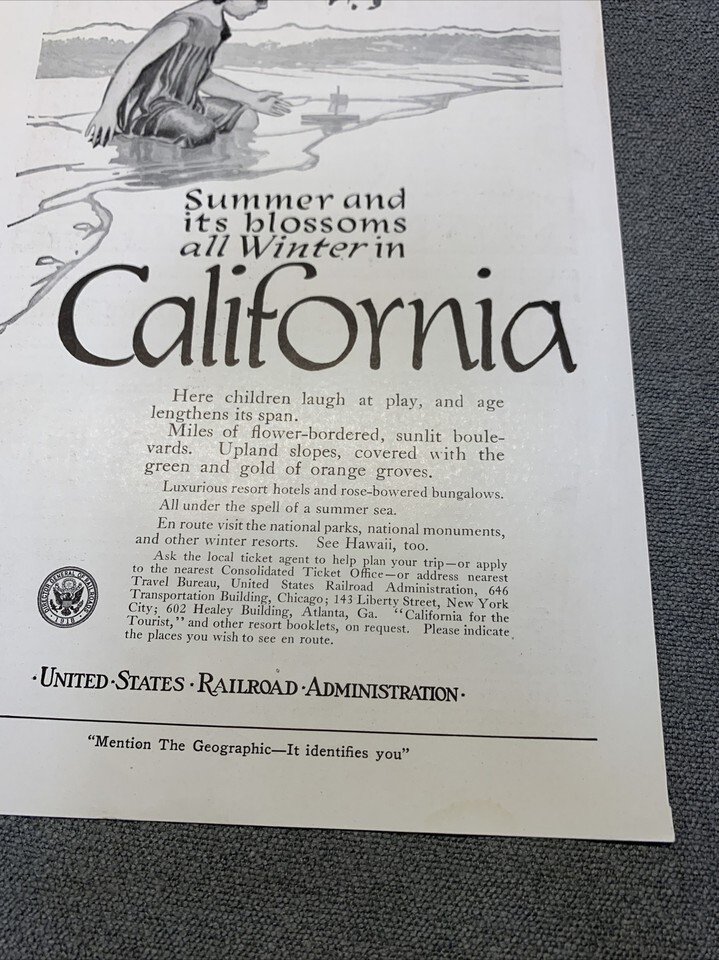 Summer and
its blossoms
all Winter in
California
Here children laugh at play, and age
lengthens its span.
Miles of flower-bordered, sunlit boule-
vards. Upland slopes, covered with the
green and gold of orange groves.
Luxurious resort hotels and rose-bowered bungalows.
All under the spell of a summer sea.
En route visit the national parks, national monuments,
and other winter resorts. See Hawaii, too.
Ask the local ticket agent to help plan your trip—or apply
to the nearest Consolidated Ticket Office—or address nearest
Travel Bureau, United States Railroad Administration, 646
Transportation Building, Chicago; 143 Liberty Street, New York
City; 602 Healey Building, Atlanta, Ga. "California for the
Tourist," and other resort booklets, on request. Please indicate
the places you wish to see en route.
DIRECTOR GENERAL OF RAILROADS
·1918·
·UNITED·STATES·RAILROAD·ADMINISTRATION·
"Mention The Geographic—It identifies you"